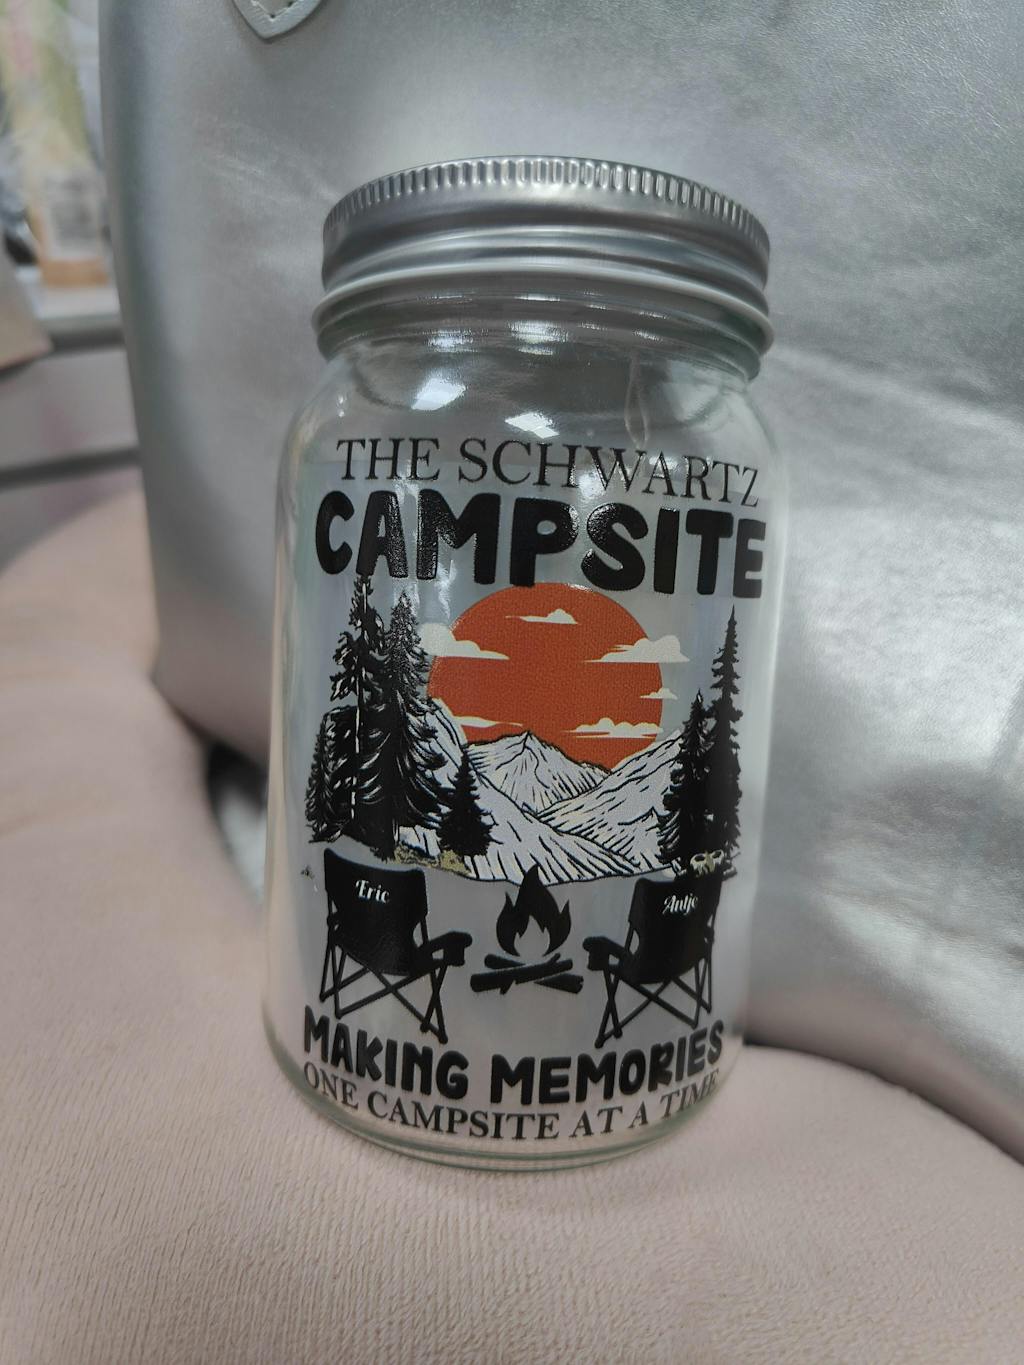 THE SCHWARTZ
CAMPSITE
Eric
Antje
MAKING MEMORIES
ONE CAMPSITE AT A TIME